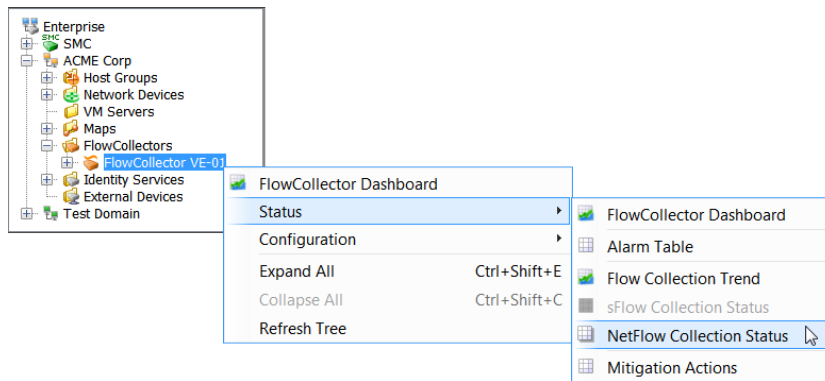 Enterprise
SMC
SMC
ACME Corp
Host Groups
Network Devices
VM Servers
Maps
FlowCollectors
FlowCollector VE-01
Identity Services
External Devices
Test Domain
FlowCollector Dashboard
Status
Configuration
Expand All Ctrl+Shift+E
Collapse All Ctrl+Shift+C
Refresh Tree
FlowCollector Dashboard
Alarm Table
Flow Collection Trend
sFlow Collection Status
NetFlow Collection Status
Mitigation Actions